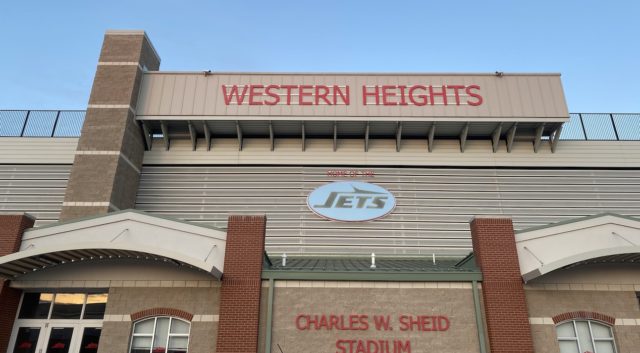 WESTERN HEIGHTS
HOME OF THE
JETS
CHARLES W. SHEID
STADIUM